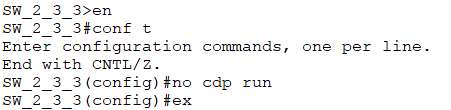 SW_2_3_3>en
SW_2_3_3#conf t
Enter configuration commands, one per line.
End with CNTL/Z.
SW_2_3_3(config)#no cdp run
SW_2_3_3(config)#ex